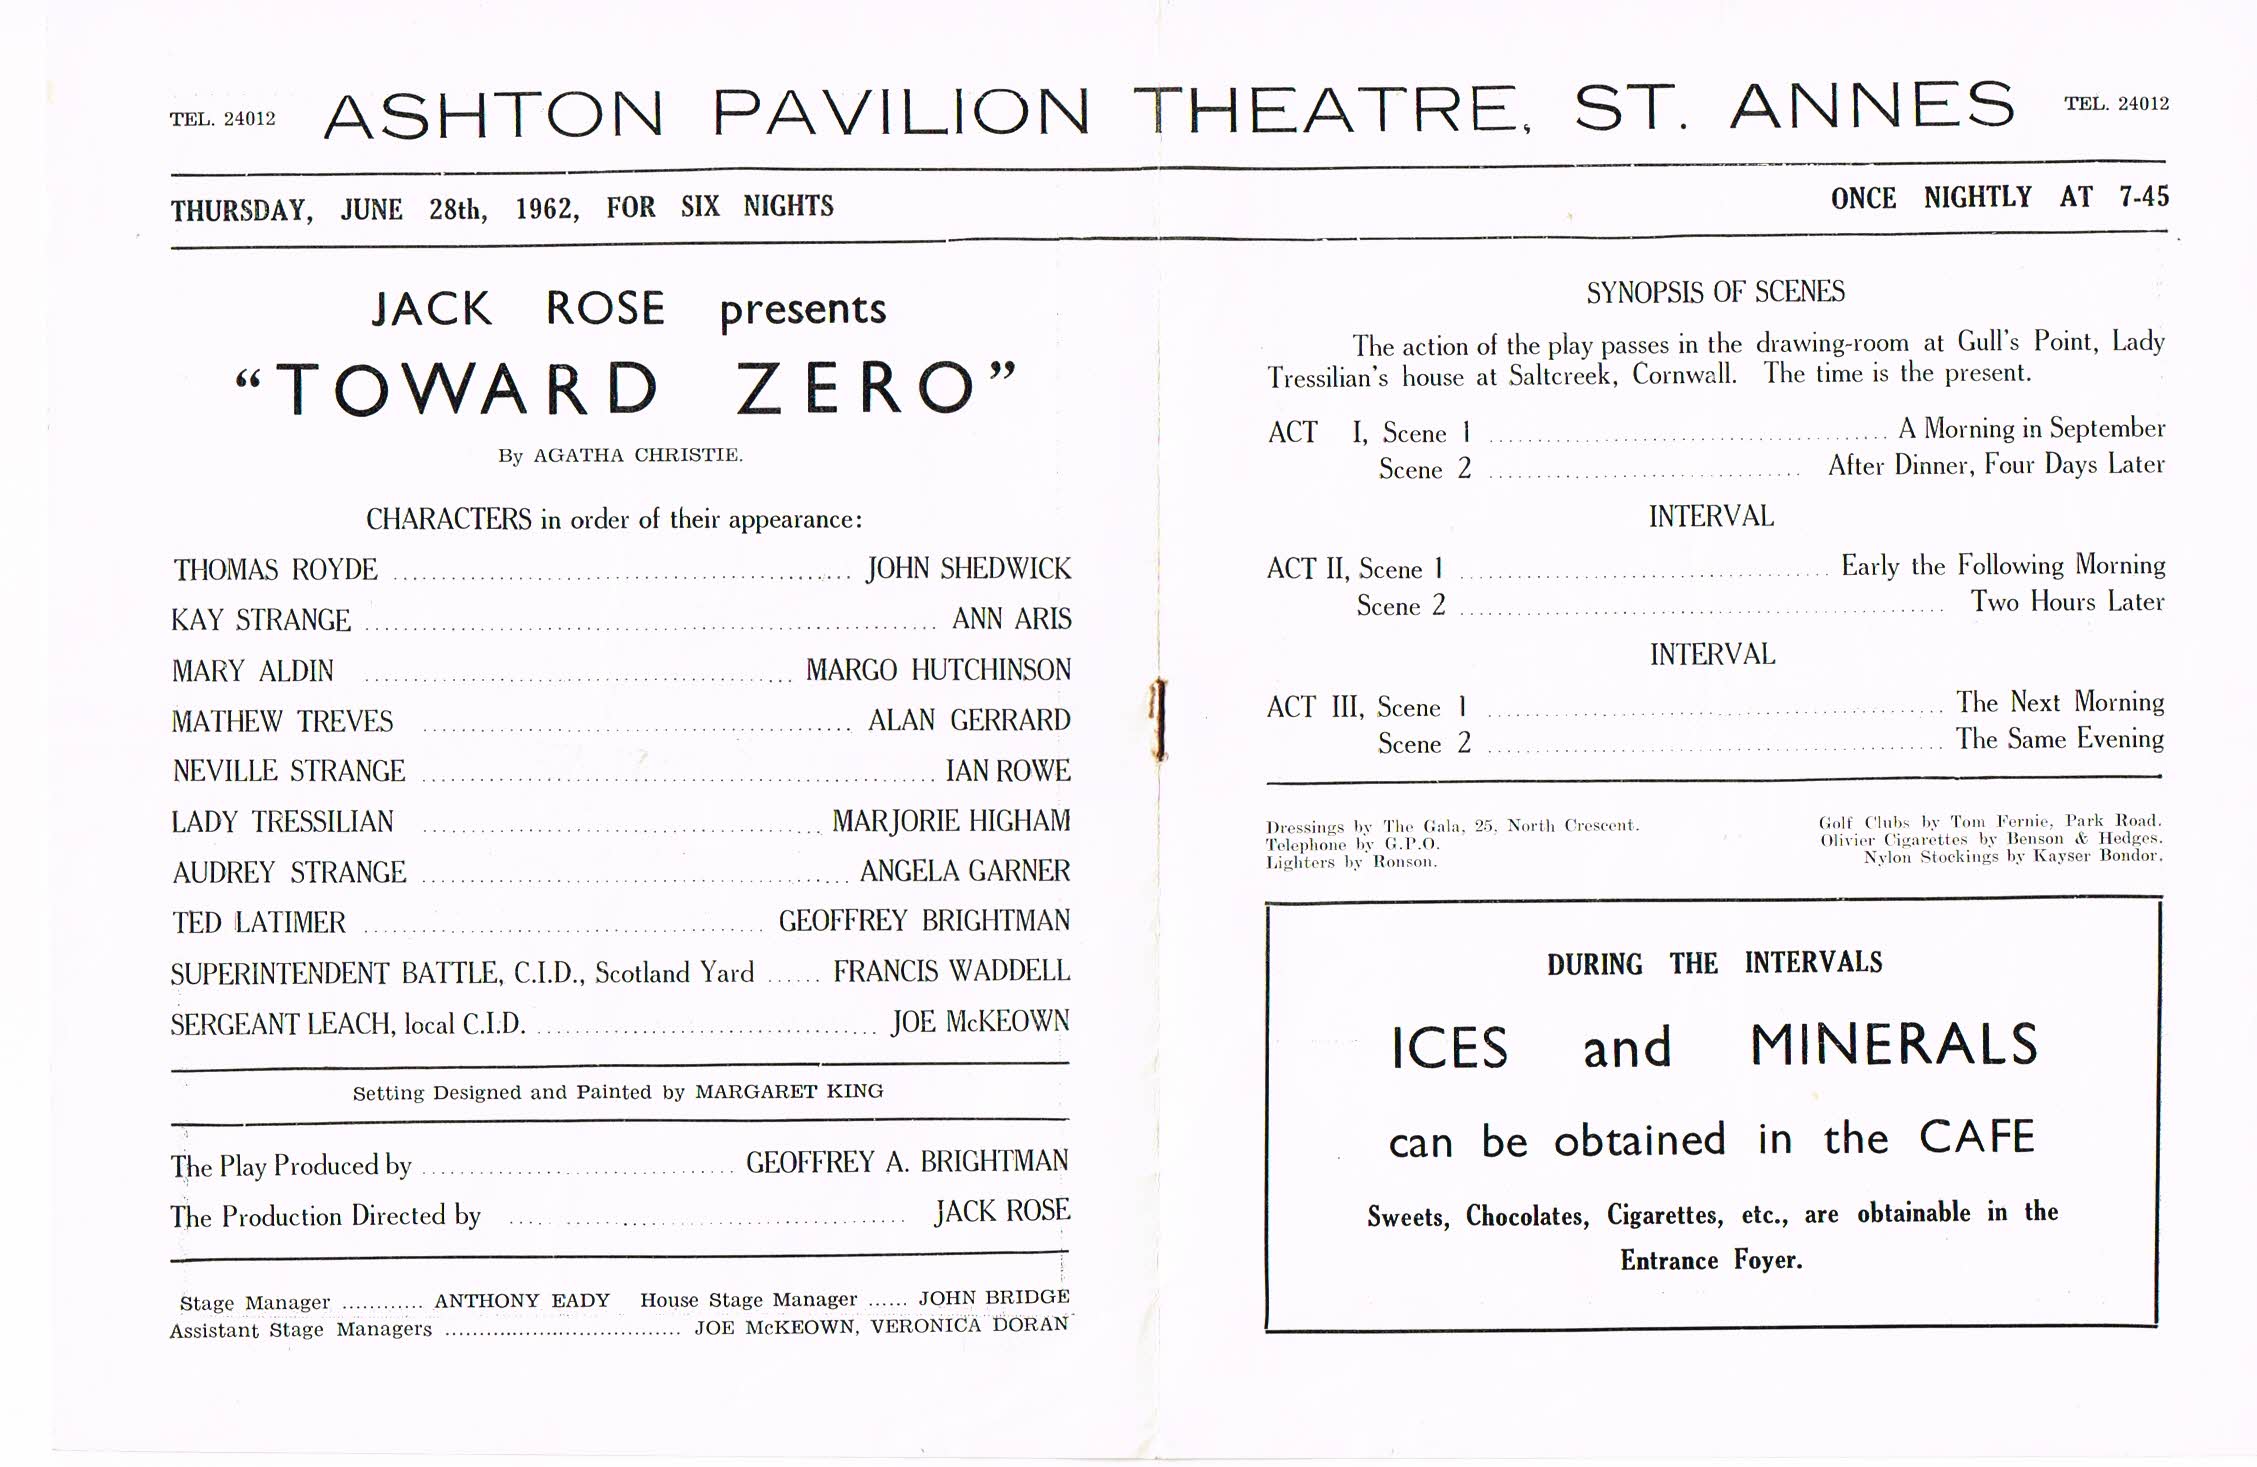 TEL. 24012 ASHTON PAVILION THEATRE, ST. ANNES TEL. 24012
THURSDAY, JUNE 28th, 1962, FOR SIX NIGHTS ONCE NIGHTLY AT 7-45
JACK ROSE presents
“TOWARD ZERO”
By AGATHA CHRISTIE.
CHARACTERS in order of their appearance:
THOMAS ROYDE ........ JOHN SHEDWICK
KAY STRANGE ........ ANN ARIS
MARY ALDIN ........ MARGO HUTCHINSON
MATHEW TREVES ........ ALAN GERRARD
NEVILLE STRANGE ........ IAN ROWE
LADY TRESSILIAN ........ MARJORIE HIGHAM
AUDREY STRANGE ........ ANGELA GARNER
TED LATIMER ........ GEOFFREY BRIGHTMAN
SUPERINTENDENT BATTLE, C.I.D., Scotland Yard ...... FRANCIS WADDELL
SERGEANT LEACH, local C.I.D. ........ JOE McKEOWN
Setting Designed and Painted by MARGARET KING
The Play Produced by ........ GEOFFREY A. BRIGHTMAN
The Production Directed by ........ JACK ROSE
Stage Manager ............ ANTHONY EADY House Stage Manager ...... JOHN BRIDGE
Assistant Stage Managers ........ JOE McKEOWN, VERONICA DORAN
SYNOPSIS OF SCENES
The action of the play passes in the drawing-room at Gull's Point, Lady
Tressilian's house at Saltcreek, Cornwall. The time is the present.
ACT I, Scene 1 ........ A Morning in September
Scene 2 ........ After Dinner, Four Days Later
INTERVAL
ACT II, Scene 1 ........ Early the Following Morning
Scene 2 ........ Two Hours Later
INTERVAL
ACT III, Scene 1 ........ The Next Morning
Scene 2 ........ The Same Evening
Dressings by The Gala, 25, North Crescent.
Telephone by G.P.O.
Lighters by Ronson.
Golf Clubs by Tom Fernie, Park Road.
Olivier Cigarettes by Benson & Hedges.
Nylon Stockings by Kayser Bondor.
DURING THE INTERVALS
ICES and MINERALS
can be obtained in the CAFE
Sweets, Chocolates, Cigarettes, etc., are obtainable in the
Entrance Foyer.